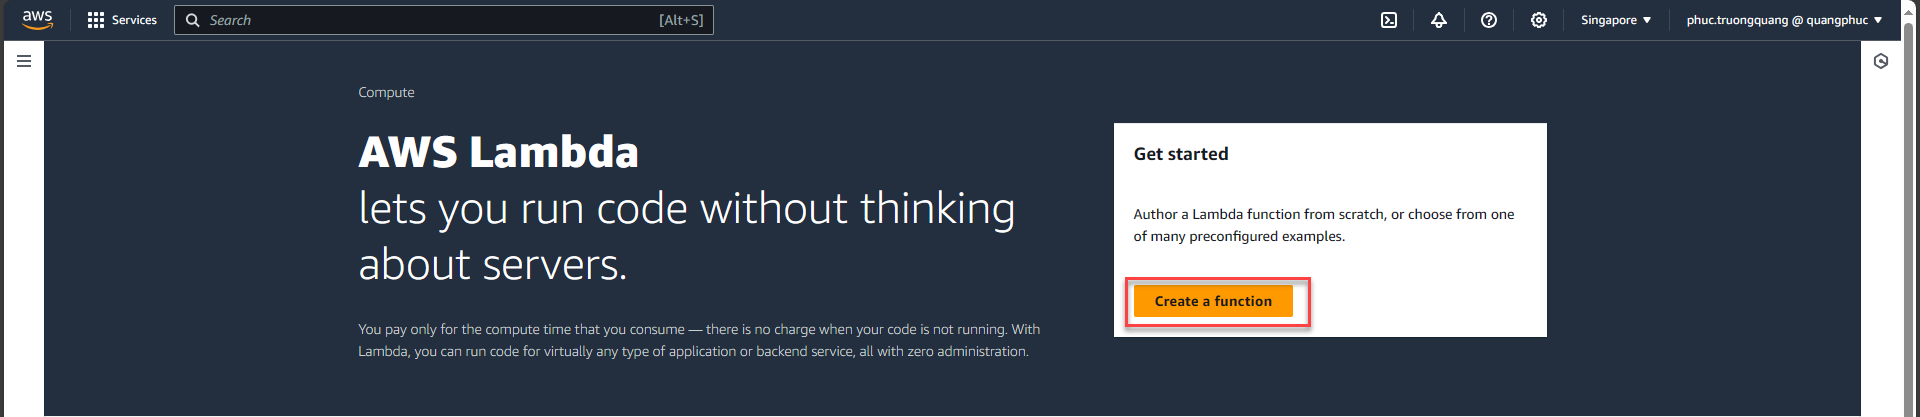 aws Services Search [Alt+S] Singapore phuc.truongquang @ quangphuc
Compute
AWS Lambda
lets you run code without thinking
about servers.
You pay only for the compute time that you consume — there is no charge when your code is not running. With
Lambda, you can run code for virtually any type of application or backend service, all with zero administration.
Get started
Author a Lambda function from scratch, or choose from one
of many preconfigured examples.
Create a function